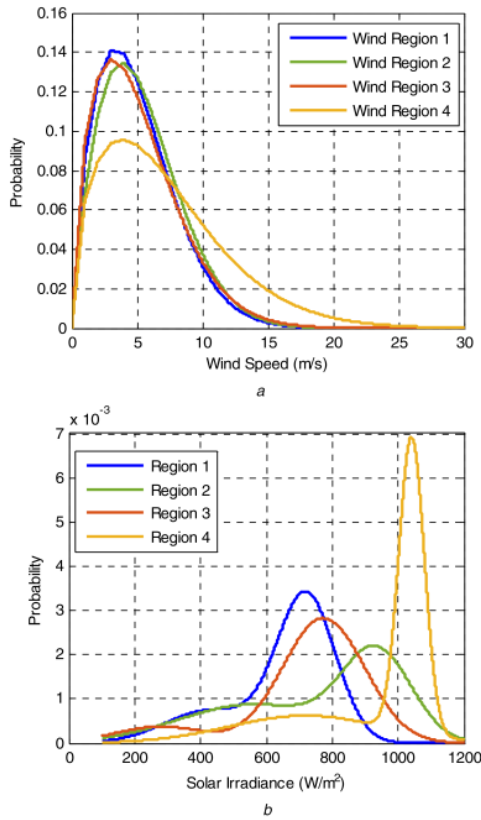 0.16
0.14
0.12
0.1
0.08
0.06
0.04
0.02
0
Probability
Wind Region 1
Wind Region 2
Wind Region 3
Wind Region 4
0 5 10 15 20 25 30
Wind Speed (m/s)
a
x 10⁻³
7
6
5
4
3
2
1
0
Probability
Region 1
Region 2
Region 3
Region 4
0 200 400 600 800 1000 1200
Solar Irradiance (W/m²)
b